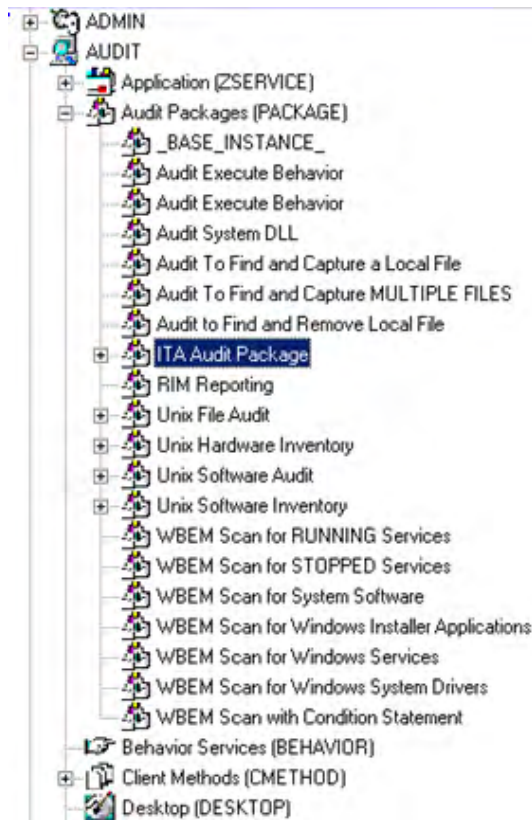 ADMIN
AUDIT
Application (ZSERVICE)
Audit Packages (PACKAGE)
_BASE_INSTANCE_
Audit Execute Behavior
Audit Execute Behavior
Audit System DLL
Audit To Find and Capture a Local File
Audit To Find and Capture MULTIPLE FILES
Audit to Find and Remove Local File
ITA Audit Package
RIM Reporting
Unix File Audit
Unix Hardware Inventory
Unix Software Audit
Unix Software Inventory
WBEM Scan for RUNNING Services
WBEM Scan for STOPPED Services
WBEM Scan for System Software
WBEM Scan for Windows Installer Applications
WBEM Scan for Windows Services
WBEM Scan for Windows System Drivers
WBEM Scan with Condition Statement
Behavior Services (BEHAVIOR)
Client Methods (CMETHOD)
Desktop (DESKTOP)